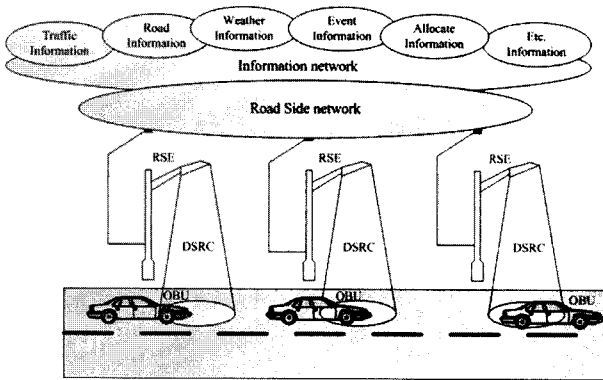 Traffic
Information
Road
Information
Weather
Information
Event
Information
Allocate
Information
Etc.
Information
Information network
Road Side network
RSE
RSE
RSE
DSRC
DSRC
DSRC
OBU
OBU
OBU